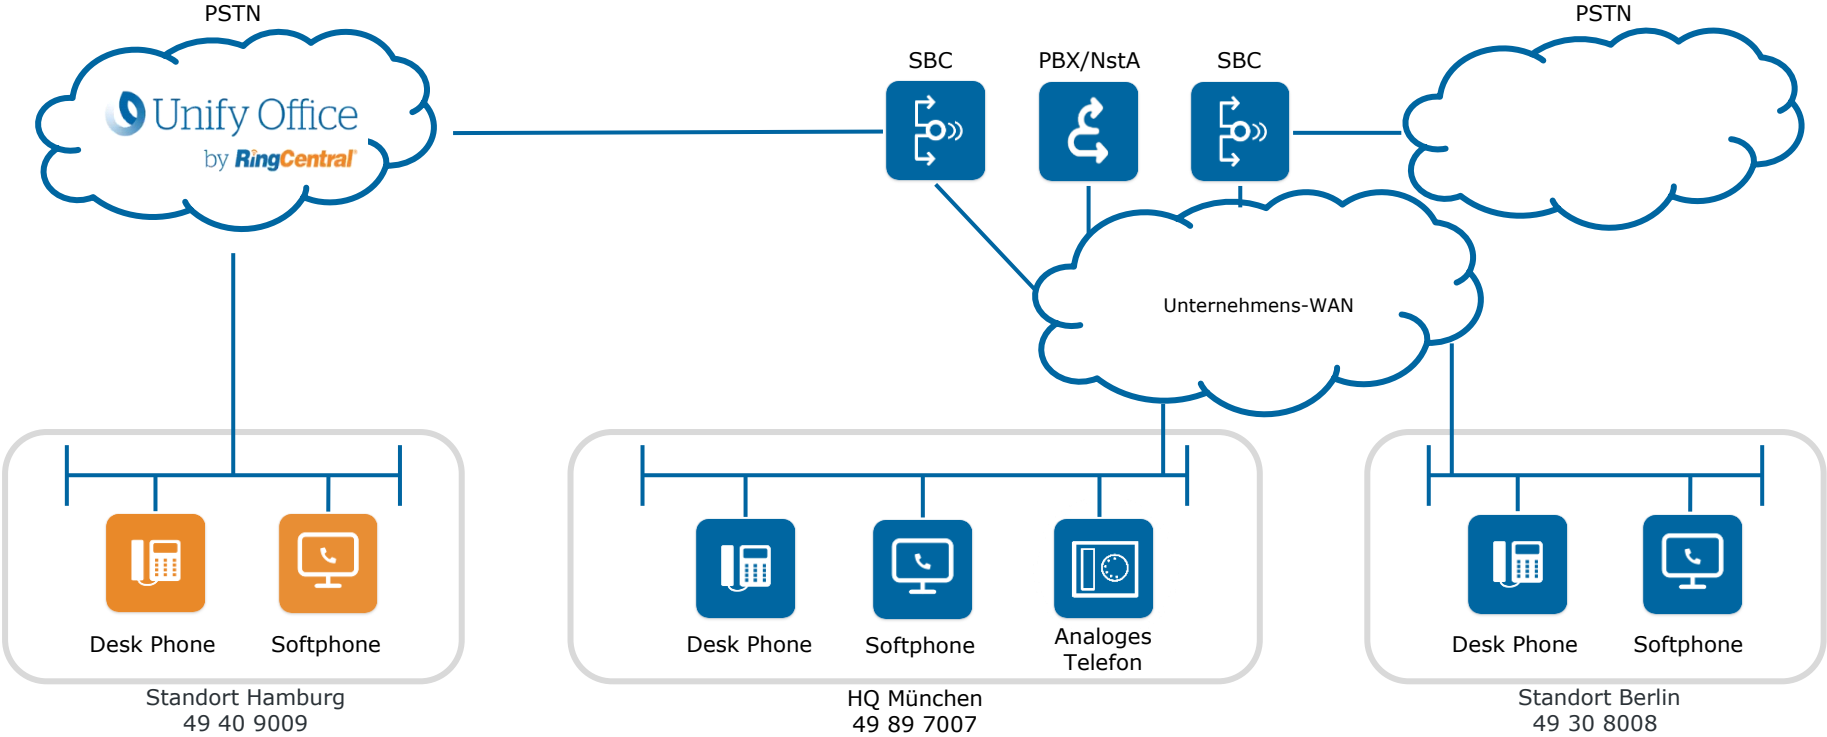 PSTN
PSTN
SBC
PBX/NstA
SBC
Unify Office
by RingCentral
Unternehmens-WAN
Desk Phone
Softphone
Desk Phone
Softphone
Analoges
Telefon
Desk Phone
Softphone
Standort Hamburg
49 40 9009
HQ München
49 89 7007
Standort Berlin
49 30 8008